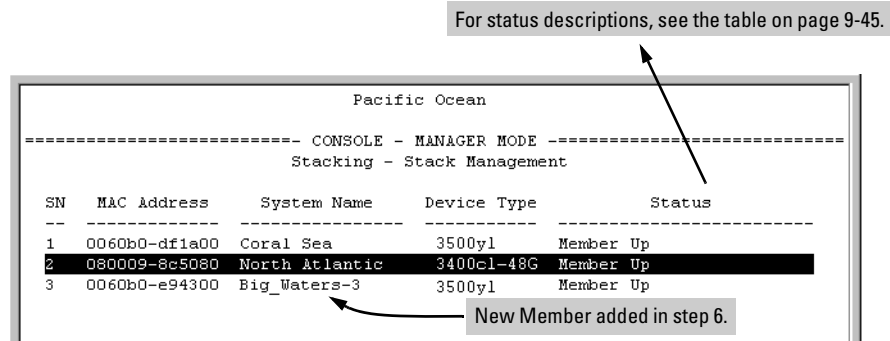 For status descriptions, see the table on page 9-45.
Pacific Ocean
==========================- CONSOLE - MANAGER MODE -============================
Stacking - Stack Management
SN MAC Address System Name Device Type Status
-- ------------- ---------------- ----------- -------------------------
1 0060b0-df1a00 Coral Sea 3500yl Member Up
2 080009-8c5080 North Atlantic 3400cl-48G Member Up
3 0060b0-e94300 Big_Waters-3 3500yl Member Up
New Member added in step 6.